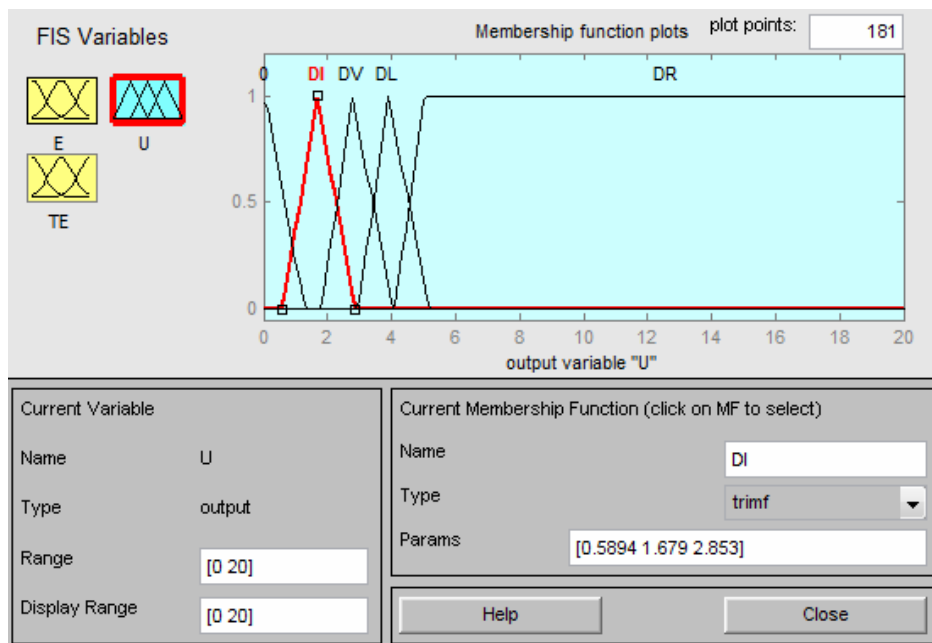 FIS Variables
Membership function plots
plot points:
181
E
U
TE
0
DI
DV
DL
DR
1
0.5
0
0
2
4
6
8
10
12
14
16
18
20
output variable "U"
Current Variable
Name
U
Type
output
Range
[0 20]
Display Range
[0 20]
Current Membership Function (click on MF to select)
Name
DI
Type
trimf
Params
[0.5894 1.679 2.853]
Help
Close